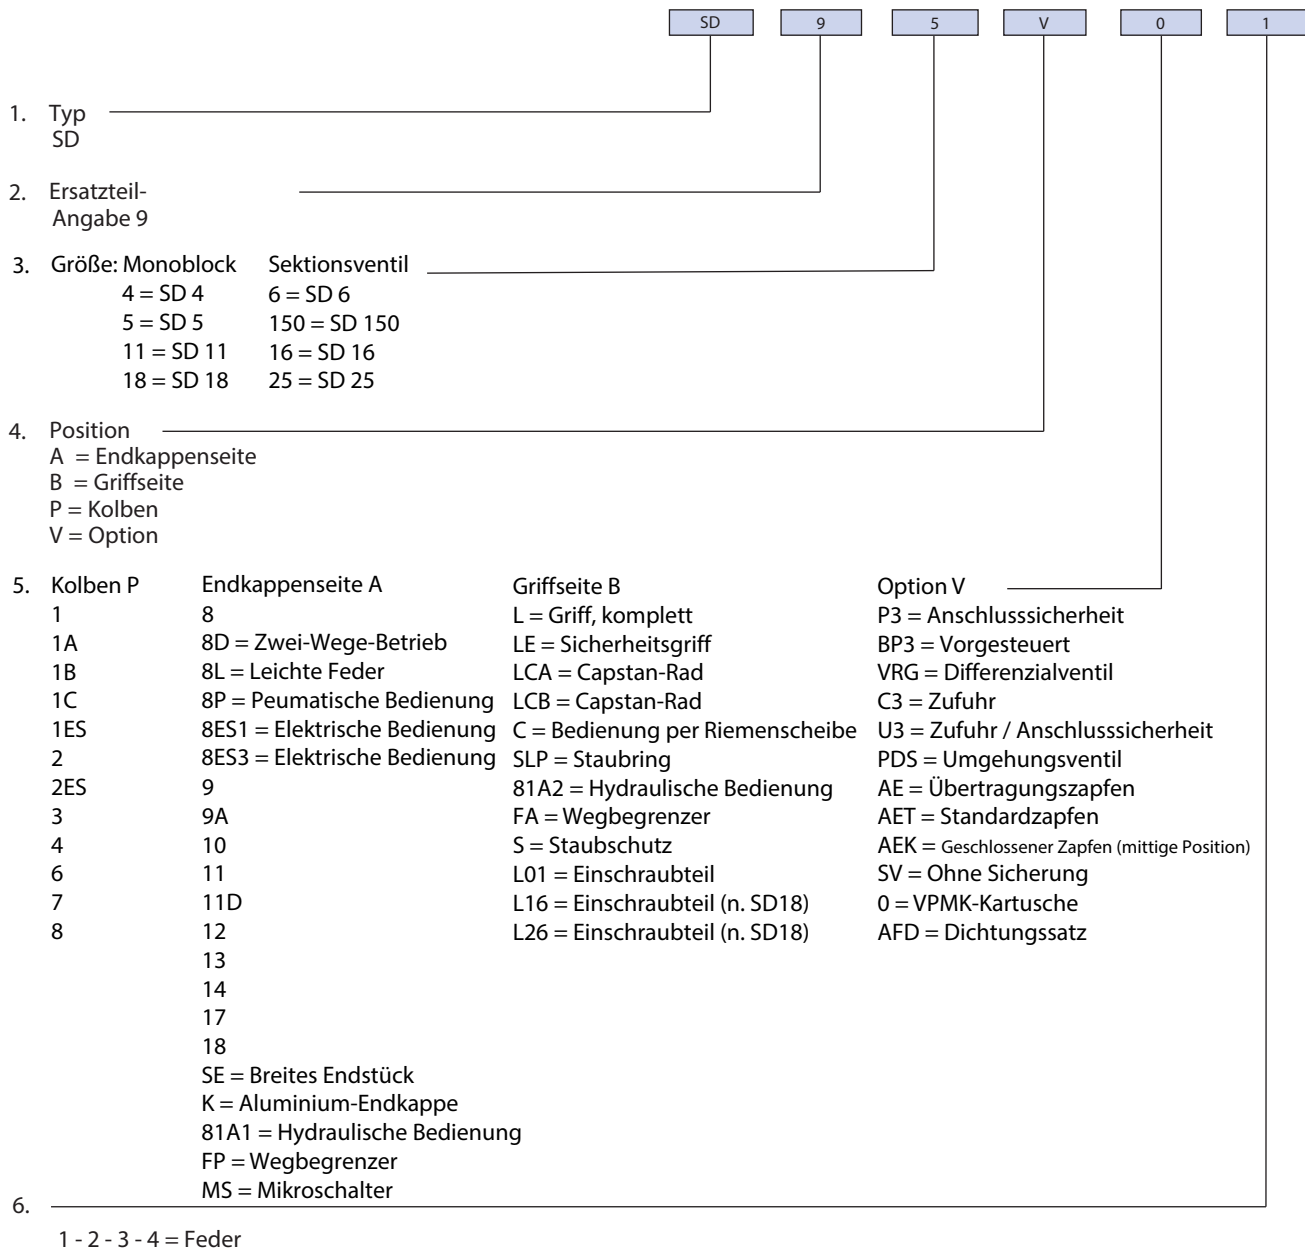 SD 9 5 V 0 1
1. Typ
SD
2. Ersatzteil-
Angabe 9
3. Größe: Monoblock Sektionsventil
4 = SD 4 6 = SD 6
5 = SD 5 150 = SD 150
11 = SD 11 16 = SD 16
18 = SD 18 25 = SD 25
4. Position
A = Endkappenseite
B = Griffseite
P = Kolben
V = Option
5. Kolben P Endkappenseite A Griffseite B Option V
1 8 L = Griff, komplett P3 = Anschlusssicherheit
1A 8D = Zwei-Wege-Betrieb LE = Sicherheitsgriff BP3 = Vorgesteuert
1B 8L = Leichte Feder LCA = Capstan-Rad VRG = Differenzialventil
1C 8P = Peumatische Bedienung LCB = Capstan-Rad C3 = Zufuhr
1ES 8ES1 = Elektrische Bedienung C = Bedienung per Riemenscheibe U3 = Zufuhr / Anschlusssicherheit
2 8ES3 = Elektrische Bedienung SLP = Staubring PDS = Umgehungsventil
2ES 9 81A2 = Hydraulische Bedienung AE = Übertragungszapfen
3 9A FA = Wegbegrenzer AET = Standardzapfen
4 10 S = Staubschutz AEK = Geschlossener Zapfen (mittige Position)
6 11 L01 = Einschraubteil SV = Ohne Sicherung
7 11D L16 = Einschraubteil (n. SD18) 0 = VPMK-Kartusche
8 12 L26 = Einschraubteil (n. SD18) AFD = Dichtungssatz
13
14
17
18
SE = Breites Endstück
K = Aluminium-Endkappe
81A1 = Hydraulische Bedienung
FP = Wegbegrenzer
MS = Mikroschalter
6.
1 - 2 - 3 - 4 = Feder